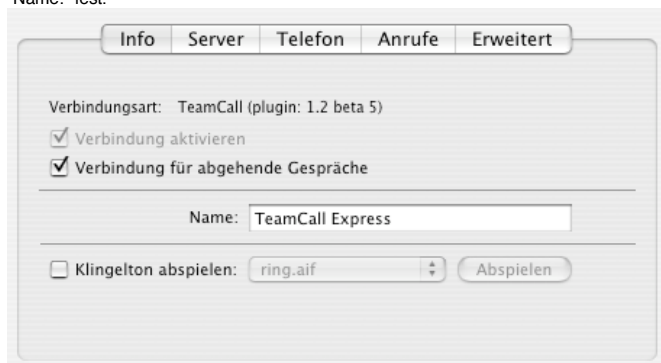 Name: fest.
Info Server Telefon Anrufe Erweitert
Verbindungsart: TeamCall (plugin: 1.2 beta 5)
Verbindung aktivieren
Verbindung für abgehende Gespräche
Name: TeamCall Express
Klingelton abspielen: ring.aif Abspielen